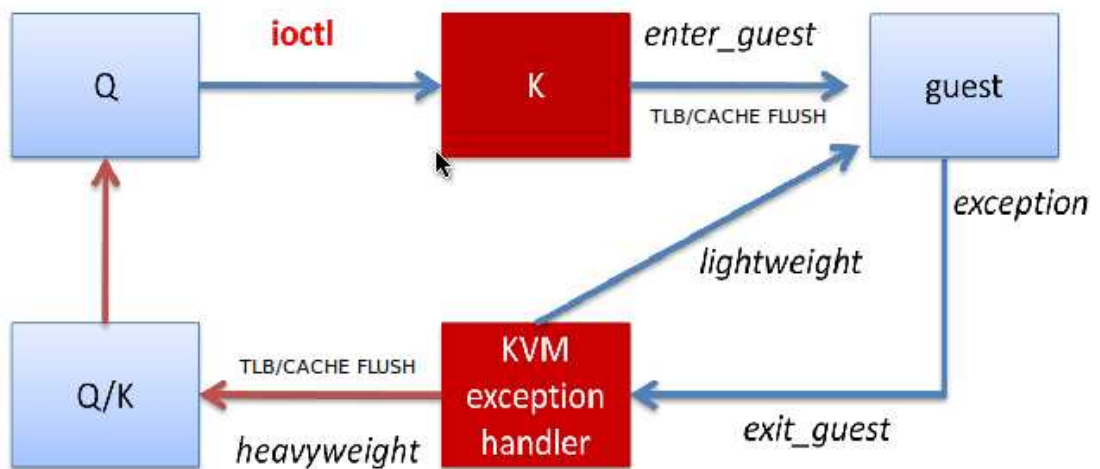 ioctl
enter_guest
Q
K
guest
TLB/CACHE FLUSH
exception
lightweight
KVM
exception
handler
TLB/CACHE FLUSH
Q/K
heavyweight
exit_guest